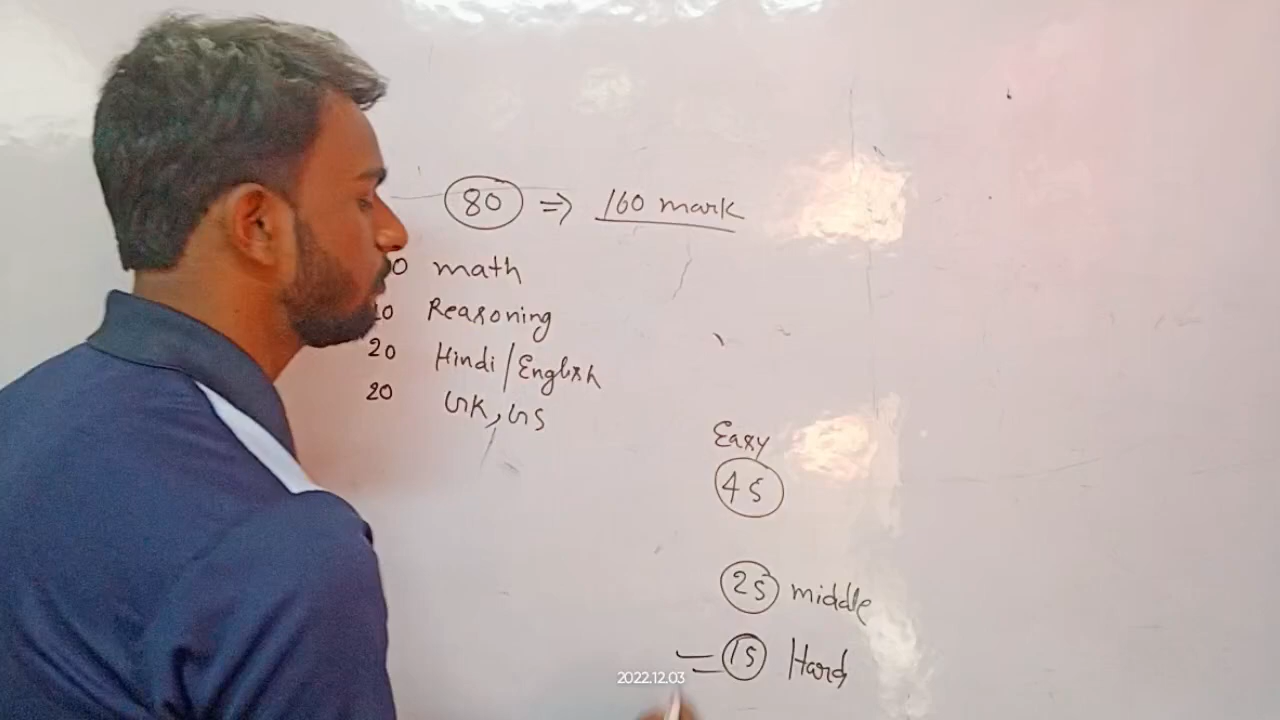 80 => 160 mark
0 math
10 Reasoning
20 Hindi/English
20 GK, GS
Easy
45
25 middle
= 15 Hard
2022.12.03